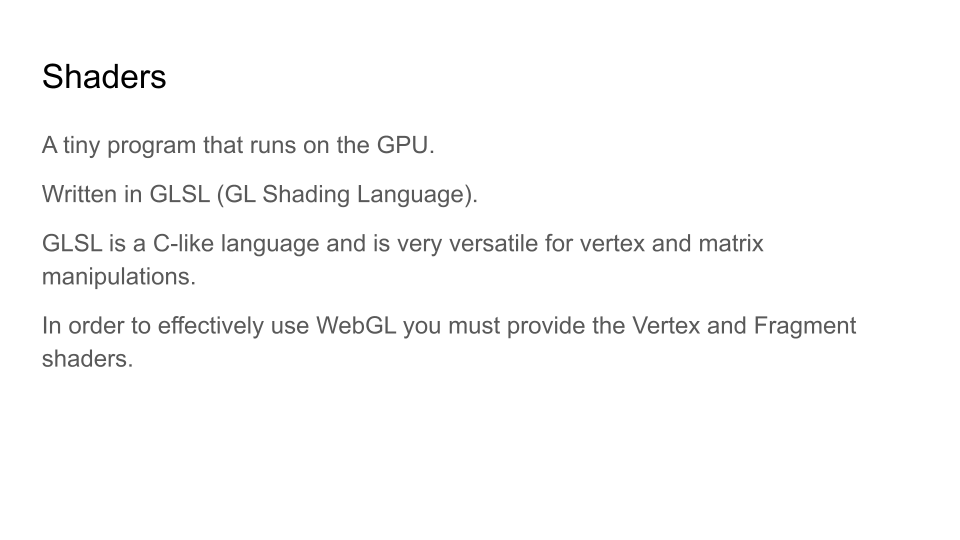 Shaders
A tiny program that runs on the GPU.
Written in GLSL (GL Shading Language).
GLSL is a C-like language and is very versatile for vertex and matrix
manipulations.
In order to effectively use WebGL you must provide the Vertex and Fragment
shaders.